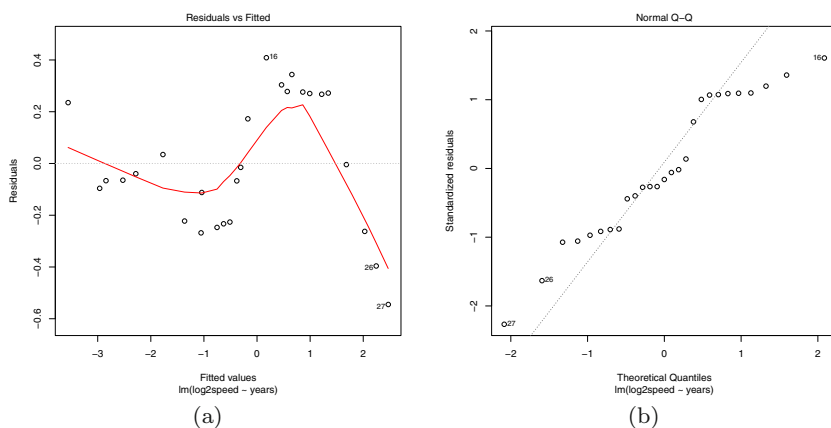 Residuals vs Fitted
Residuals
0.4
0.2
0.0
−0.2
−0.4
−0.6
16
26
27
−3 −2 −1 0 1 2
Fitted values
lm(log2speed ~ years)
(a)
Normal Q−Q
Standardized residuals
2
1
0
−1
−2
16
26
27
−2 −1 0 1 2
Theoretical Quantiles
lm(log2speed ~ years)
(b)